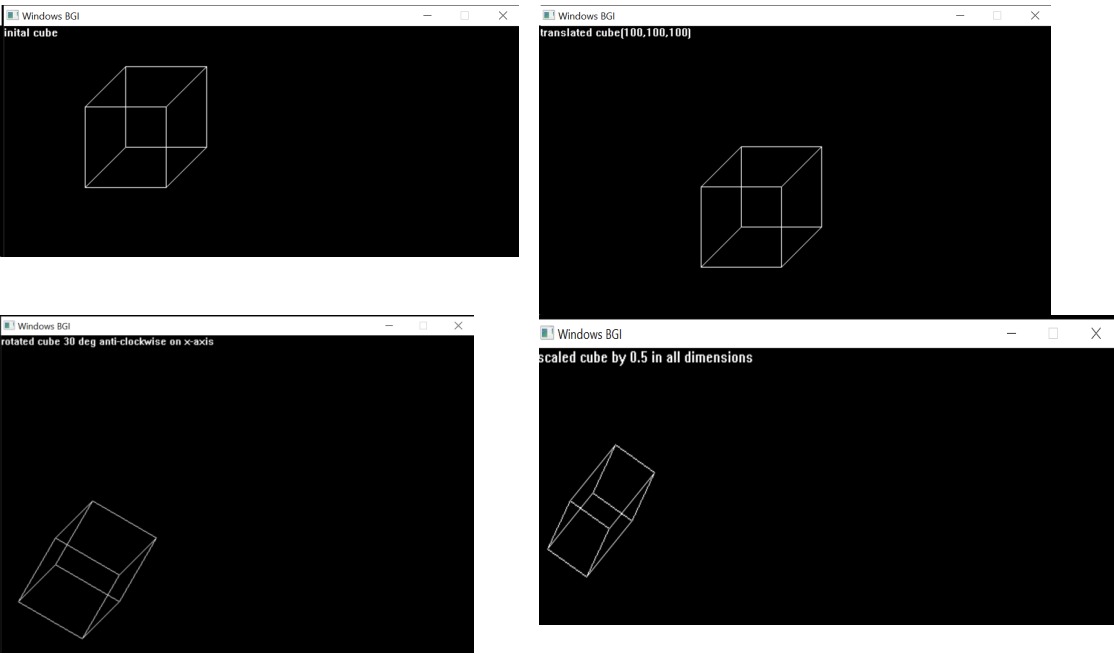 Windows BGI
inital cube
Windows BGI
translated cube(100,100,100)
Windows BGI
rotated cube 30 deg anti-clockwise on x-axis
Windows BGI
scaled cube by 0.5 in all dimensions